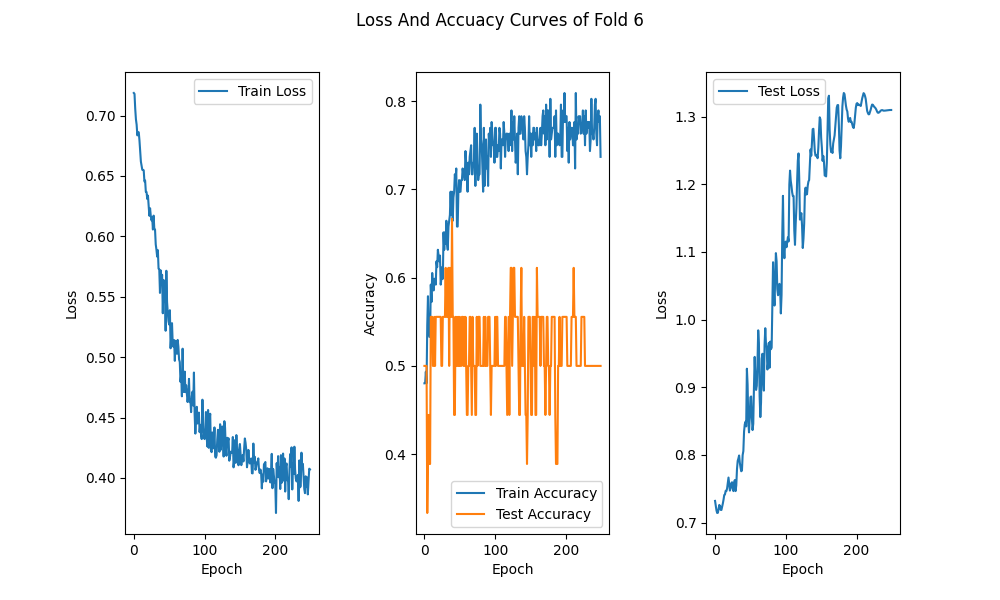 Loss And Accuacy Curves of Fold 6
Train Loss
0.70
0.65
0.60
0.55
0.50
0.45
0.40
Loss
0
100
200
Epoch
0.8
0.7
0.6
0.5
0.4
Accuracy
Train Accuracy
Test Accuracy
0
100
200
Epoch
Test Loss
1.3
1.2
1.1
1.0
0.9
0.8
0.7
Loss
0
100
200
Epoch